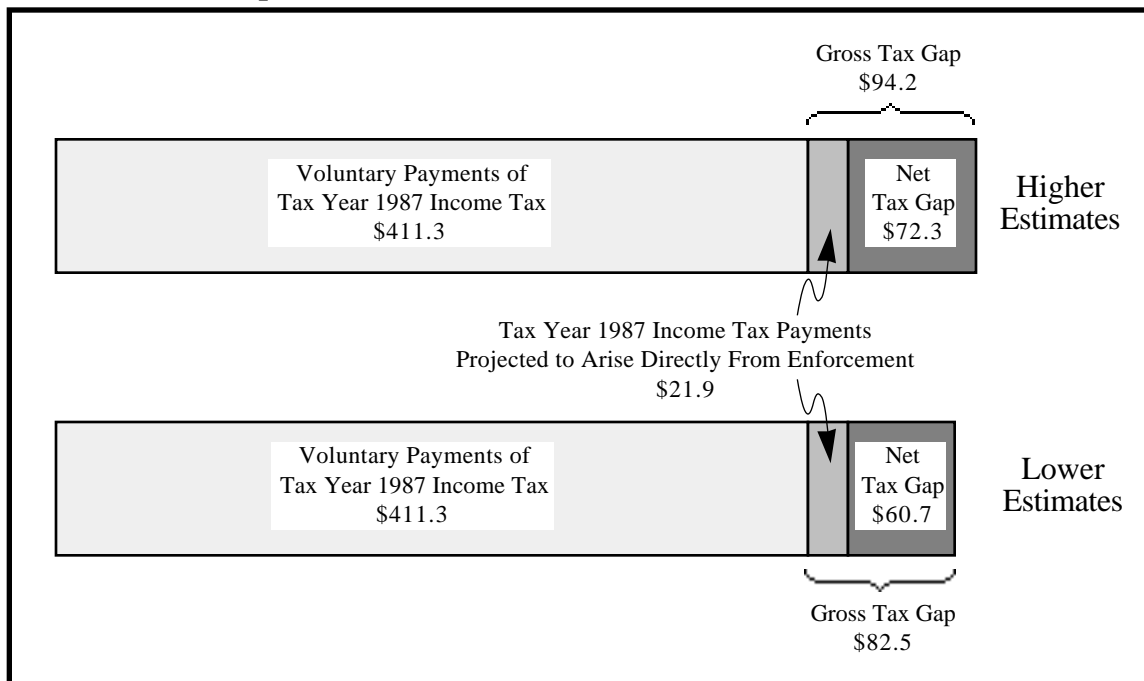 Gross Tax Gap
$94.2
Voluntary Payments of
Tax Year 1987 Income Tax
$411.3
Net
Tax Gap
$72.3
Higher
Estimates
Tax Year 1987 Income Tax Payments
Projected to Arise Directly From Enforcement
$21.9
Voluntary Payments of
Tax Year 1987 Income Tax
$411.3
Net
Tax Gap
$60.7
Lower
Estimates
Gross Tax Gap
$82.5